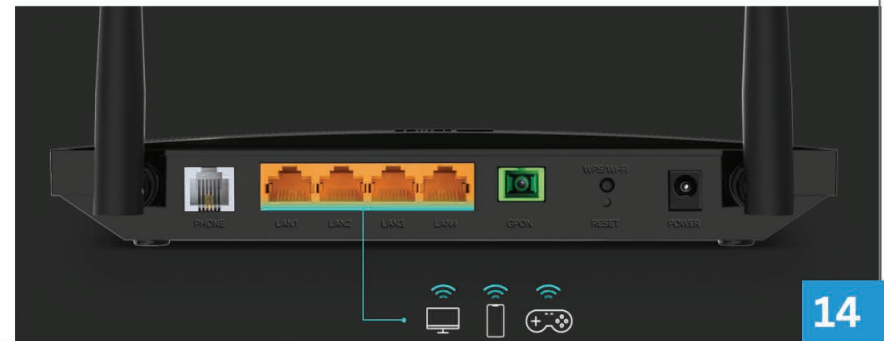 WPS/WI-FI
PHONE LAN1 LAN2 LAN3 LAN4 GPON RESET POWER
14